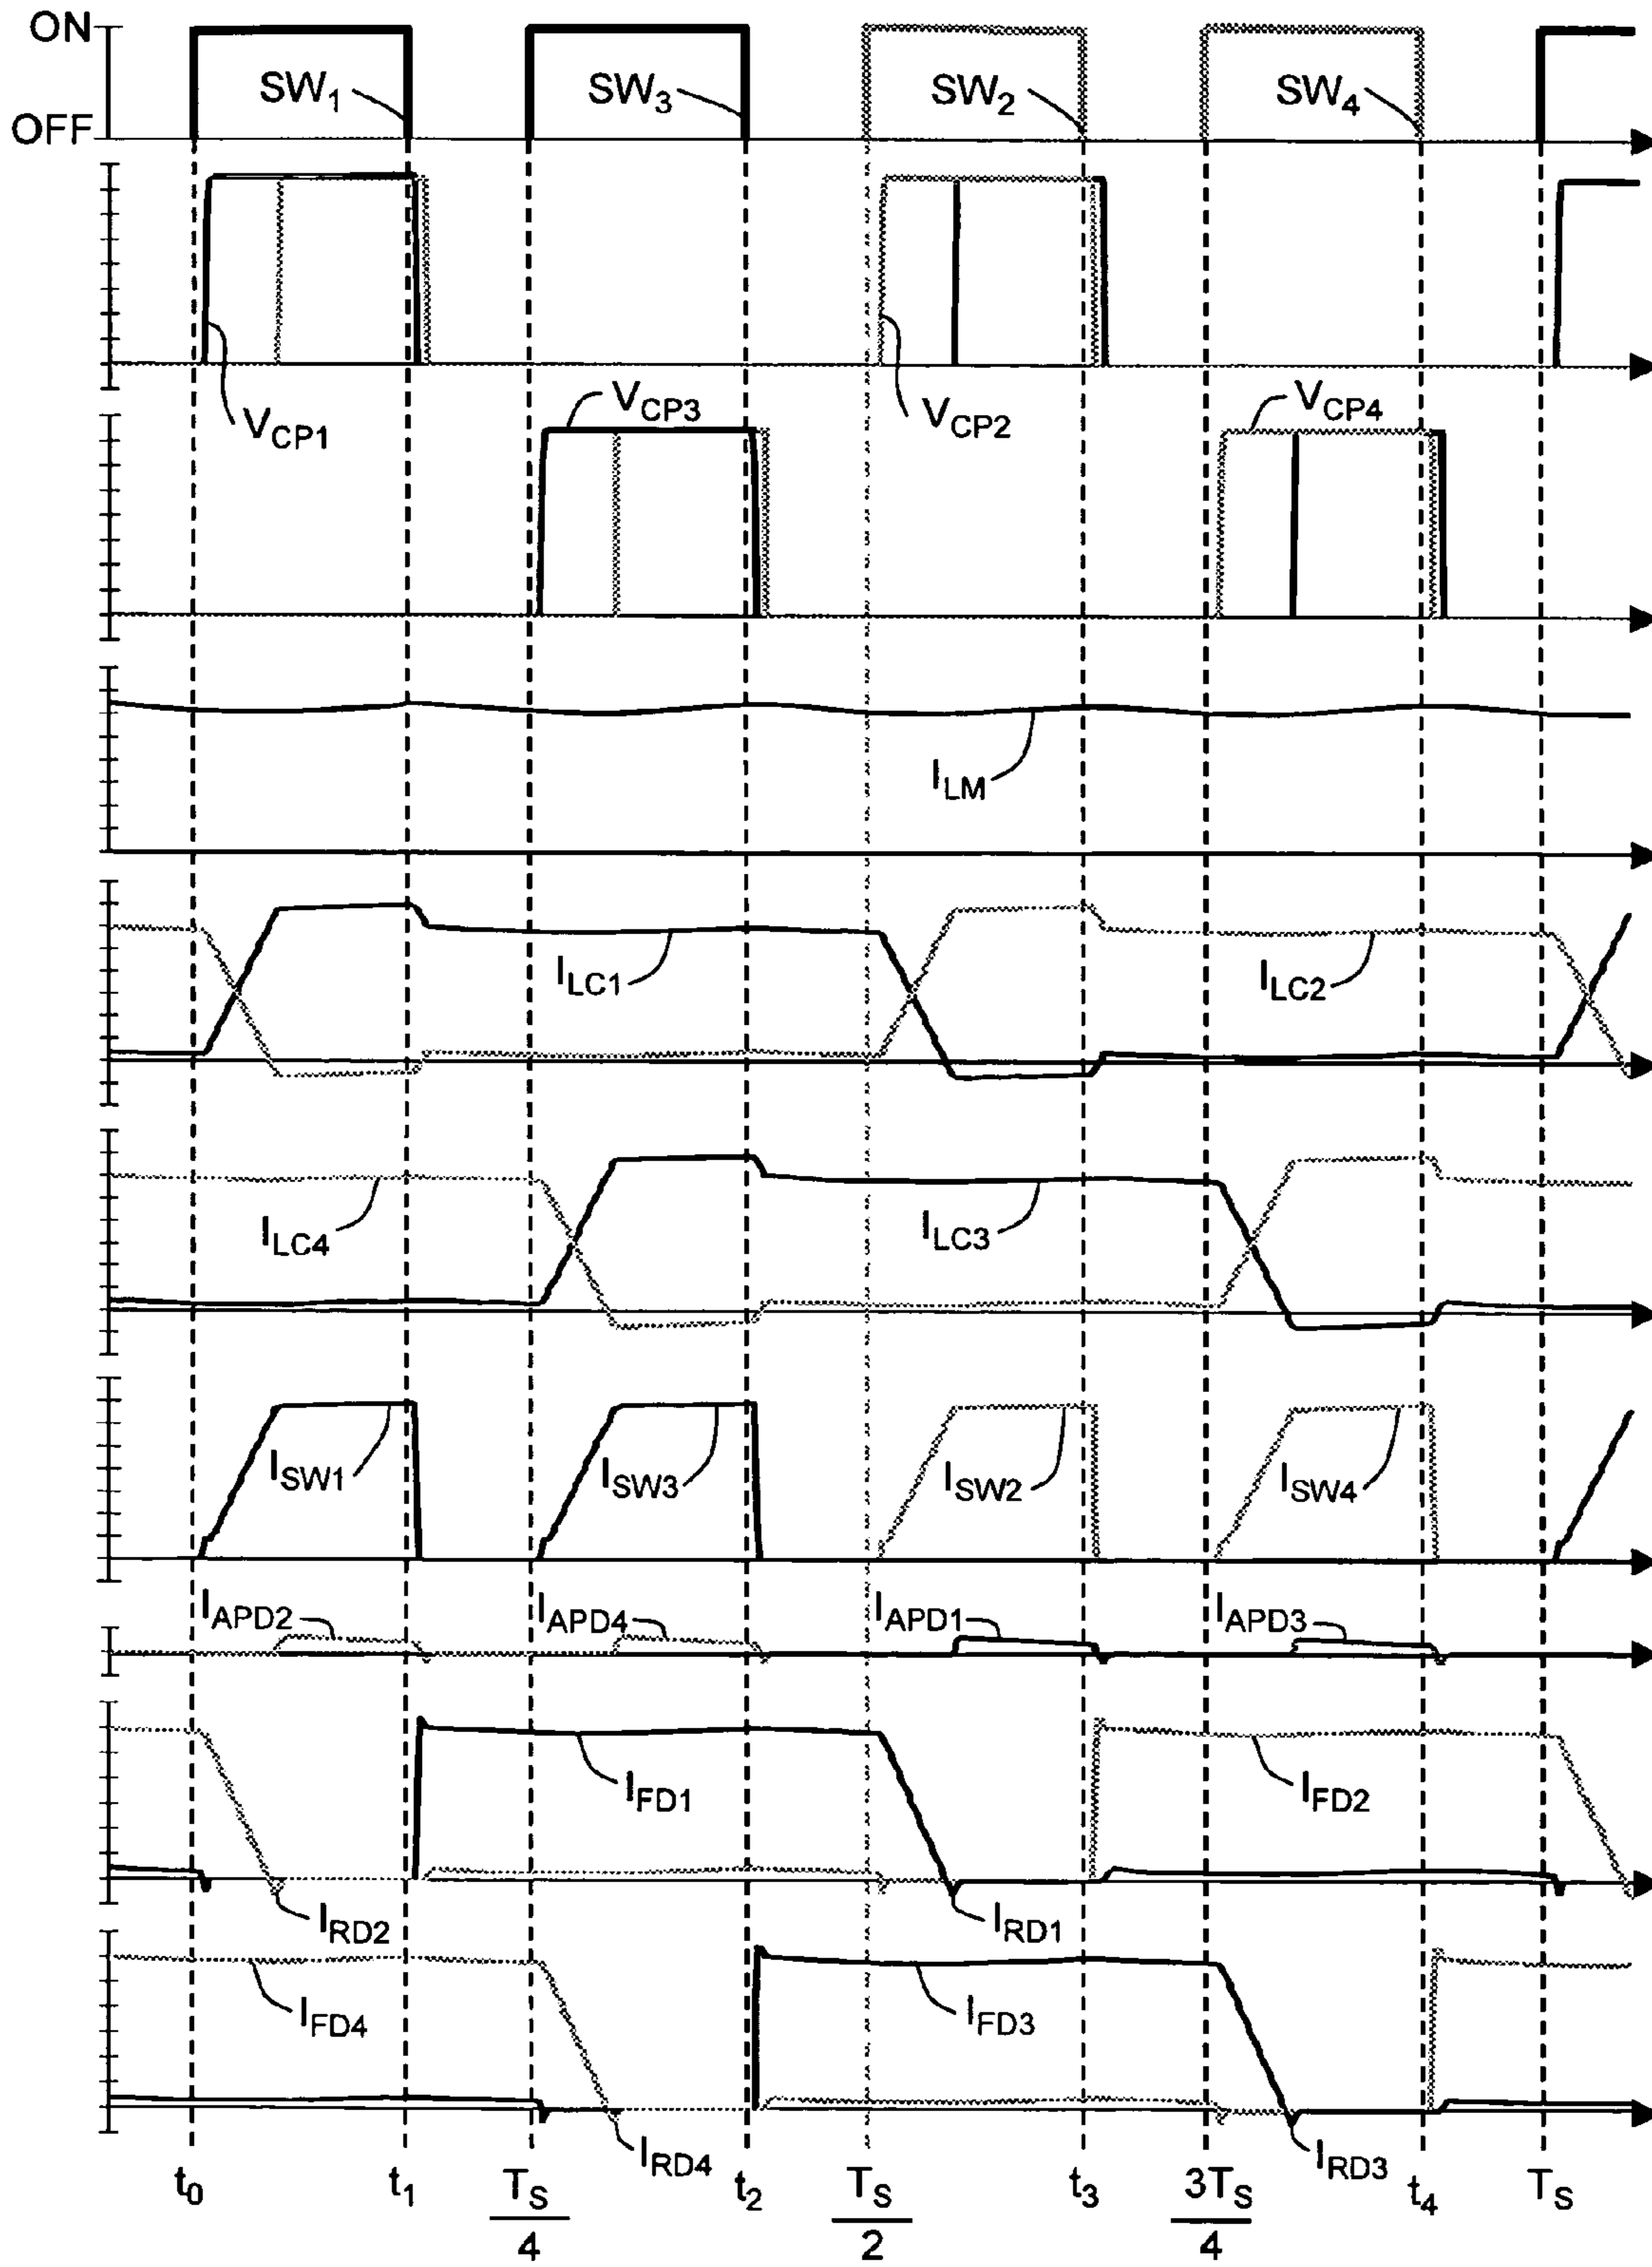 ON
OFF
SW1
SW3
SW2
SW4
VCP1
VCP3
VCP2
VCP4
ILM
ILC1
ILC2
ILC4
ILC3
ISW1
ISW3
ISW2
ISW4
IAPD2
IAPD4
IAPD1
IAPD3
IFD1
IFD2
IRD2
IRD1
IFD4
IFD3
IRD4
IRD3
t0 t1 TS/4 t2 TS/2 t3 3TS/4 t4 TS